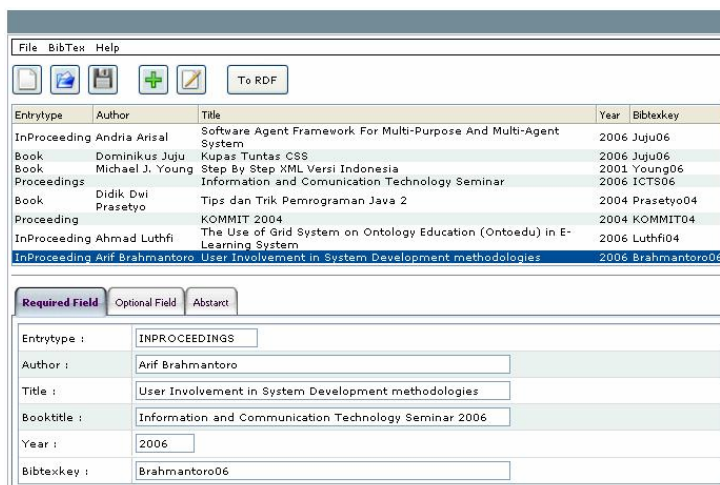 File BibTex Help
To RDF
Entrytype Author Title Year Bibtexkey
InProceeding Andria Arisal Software Agent Framework For Multi-Purpose And Multi-Agent System 2006 Juju06
Book Dominikus Juju Kupas Tuntas CSS 2006 Juju06
Book Michael J. Young Step By Step XML Versi Indonesia 2001 Young06
Proceedings Information and Comunication Technology Seminar 2006 ICTS06
Book Didik Dwi Prasetyo Tips dan Trik Pemrograman Java 2 2004 Prasetyo04
Proceeding KOMMIT 2004 2004 KOMMIT04
InProceeding Ahmad Luthfi The Use of Grid System on Ontology Education (Ontoedu) in E-Learning System 2006 Luthfi04
InProceeding Arif Brahmantoro User Involvement in System Development methodologies 2006 Brahmantoro06
Required Field Optional Field Abstarct
Entrytype : INPROCEEDINGS
Author : Arif Brahmantoro
Title : User Involvement in System Development methodologies
Booktitle : Information and Communication Technology Seminar 2006
Year : 2006
Bibtexkey : Brahmantoro06